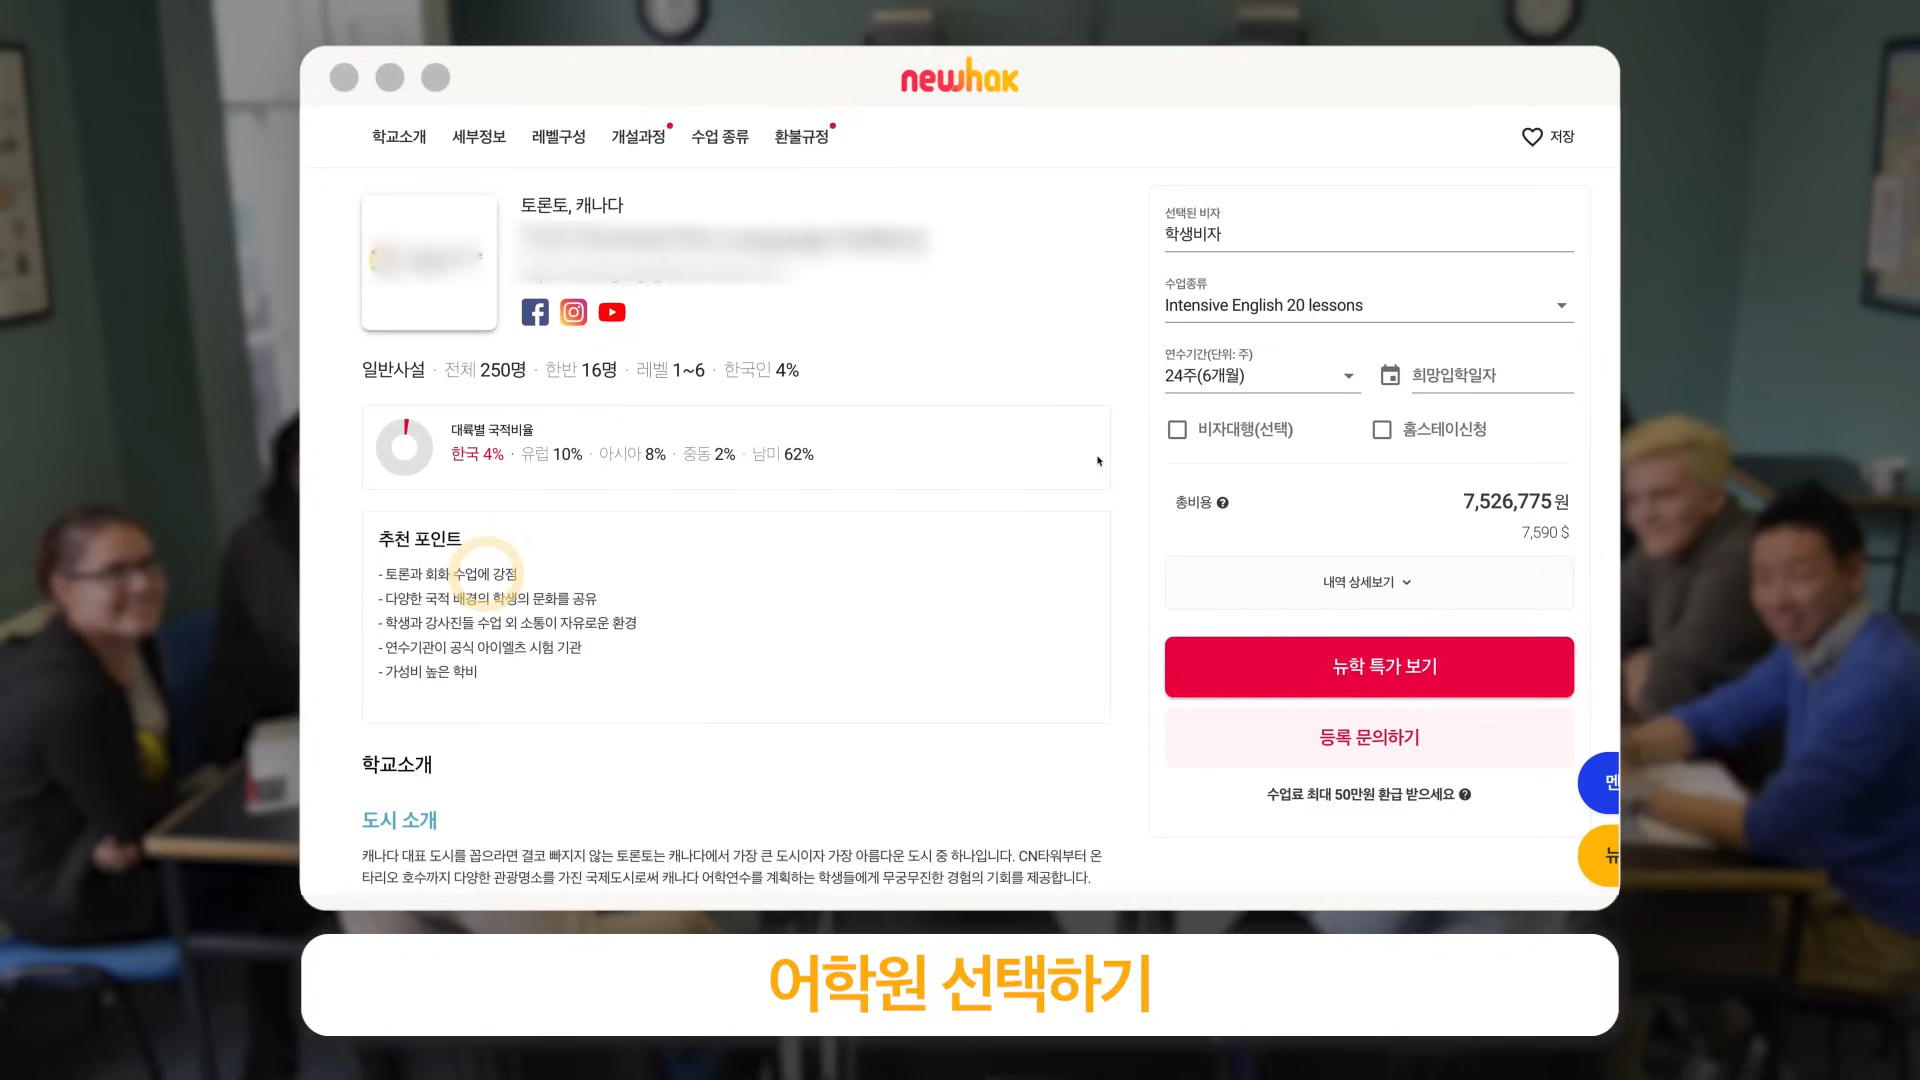 newhak
학교소개 세부정보 레벨구성 개설과정 수업 종류 환불규정 저장
토론토, 캐나다
일반사설 · 전체 250명 · 한반 16명 · 레벨 1~6 · 한국인 4%
대륙별 국적비율
한국 4% · 유럽 10% · 아시아 8% · 중동 2% · 남미 62%
추천 포인트
- 토론과 회화 수업에 강점
- 다양한 국적 배경의 학생의 문화를 공유
- 학생과 강사진들 수업 외 소통이 자유로운 환경
- 연수기관이 공식 아이엘츠 시험 기관
- 가성비 높은 학비
학교소개
도시 소개
캐나다 대표 도시를 꼽으라면 결코 빠지지 않는 토론토는 캐나다에서 가장 큰 도시이자 가장 아름다운 도시 중 하나입니다. CN타워부터 온
타리오 호수까지 다양한 관광명소를 가진 국제도시로써 캐나다 어학연수를 계획하는 학생들에게 무궁무진한 경험의 기회를 제공합니다.
선택된 비자
학생비자
수업종류
Intensive English 20 lessons
연수기간(단위: 주)
24주(6개월) 희망입학일자
비자대행(선택) 홈스테이신청
총비용 7,526,775원
7,590 $
내역 상세보기
뉴학 특가 보기
등록 문의하기
수업료 최대 50만원 환급 받으세요
멘
뉴
어학원 선택하기